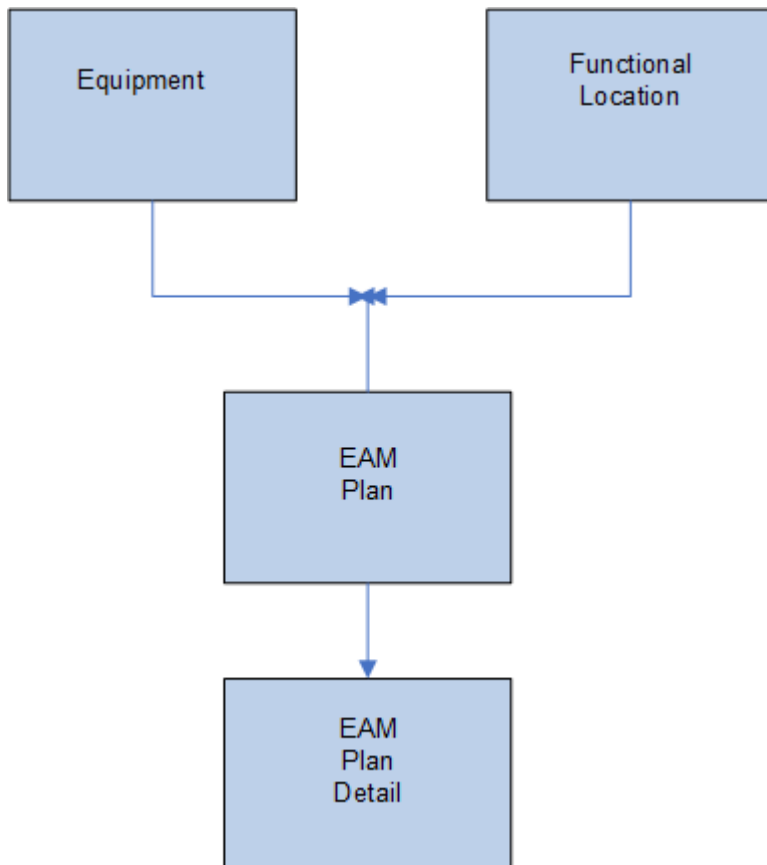 Equipment
Functional
Location
EAM
Plan
EAM
Plan
Detail